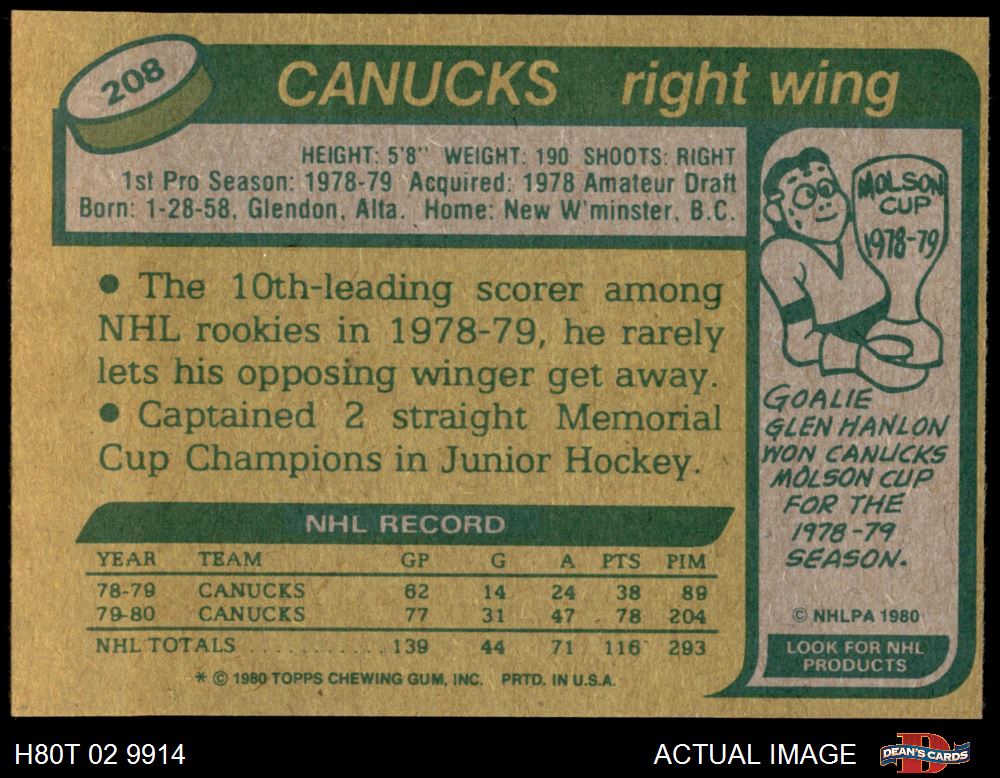 208
CANUCKS right wing
HEIGHT: 5'8" WEIGHT: 190 SHOOTS: RIGHT
1st Pro Season: 1978-79 Acquired: 1978 Amateur Draft
Born: 1-28-58, Glendon, Alta. Home: New W'minster, B.C.
• The 10th-leading scorer among
NHL rookies in 1978-79, he rarely
lets his opposing winger get away.
• Captained 2 straight Memorial
Cup Champions in Junior Hockey.
NHL RECORD
YEAR TEAM GP G A PTS PIM
78-79 CANUCKS 62 14 24 38 89
79-80 CANUCKS 77 31 47 78 204
NHL TOTALS ............139 44 71 116 293
* © 1980 TOPPS CHEWING GUM, INC. PRTD. IN U.S.A.
MOLSON
CUP
1978-79
GOALIE
GLEN HANLON
WON CANUCKS
MOLSON CUP
FOR THE
1978-79
SEASON.
© NHLPA 1980
LOOK FOR NHL
PRODUCTS
H80T 02 9914
ACTUAL IMAGE
DEAN'S CARDS